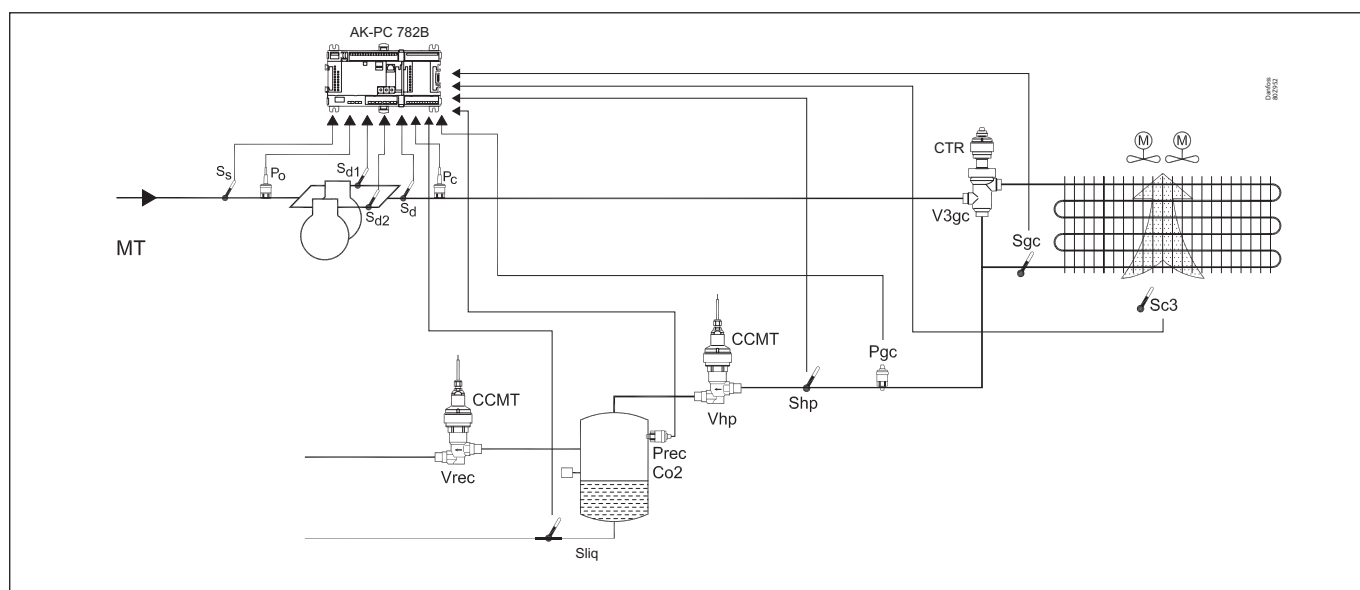 AK-PC 782B
Danfoss
80Z952
M M
CTR
Ss
Po
Sd1
Sd2
Sd
Pc
V3gc
Sgc
MT
Sc3
CCMT
Pgc
CCMT
Vhp
Shp
Prec
Co2
Vrec
Sliq